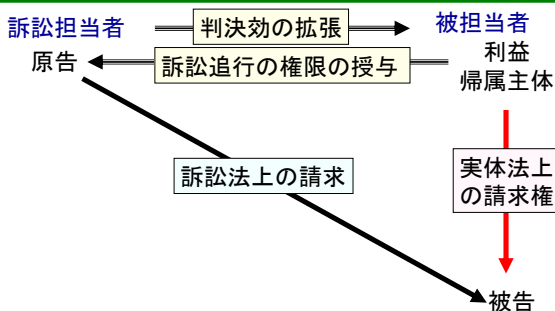 訴訟担当者
判決効の拡張
被担当者
原告
訴訟追行の権限の授与
利益
帰属主体
訴訟法上の請求
実体法上
の請求権
被告